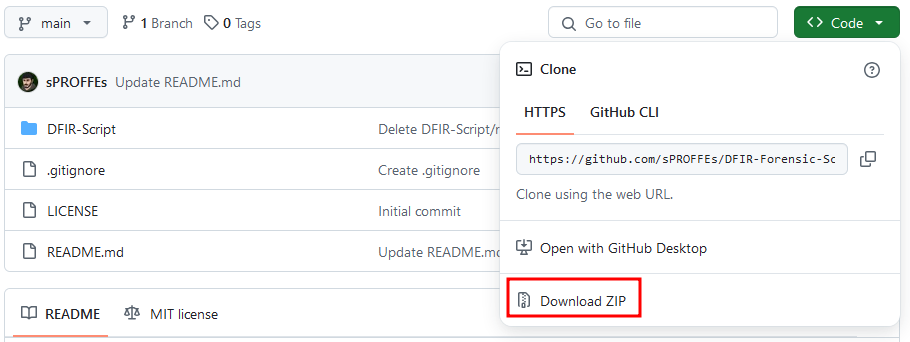 main 1 Branch 0 Tags Go to file Code
sPROFFEs Update README.md
DFIR-Script Delete DFIR-Script/
.gitignore Create .gitignore
LICENSE Initial commit
README.md Update README.md
README MIT license
Clone
HTTPS GitHub CLI
https://github.com/sPROFFEs/DFIR-Forensic-Sc
Clone using the web URL.
Open with GitHub Desktop
Download ZIP